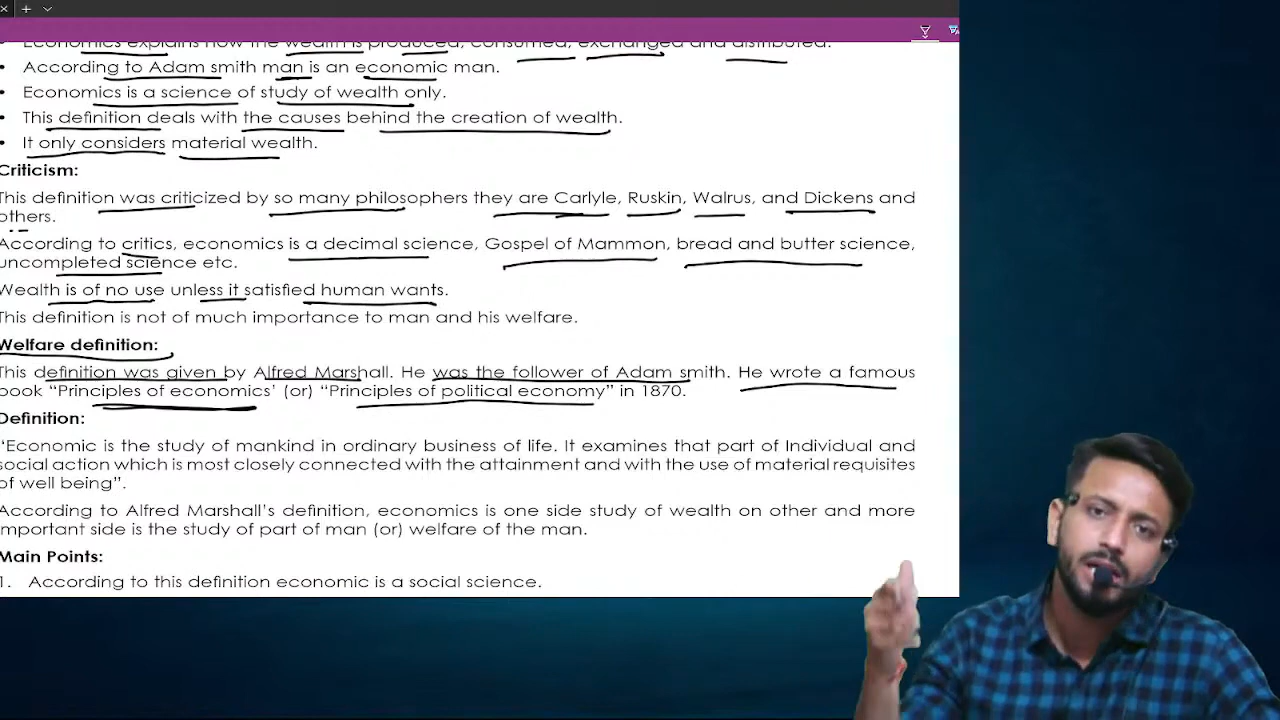 Economics explains how the wealth is produced, consumed, exchanged and distributed.
• According to Adam smith man is an economic man.
• Economics is a science of study of wealth only.
• This definition deals with the causes behind the creation of wealth.
• It only considers material wealth.
Criticism:
This definition was criticized by so many philosophers they are Carlyle, Ruskin, Walrus, and Dickens and
others.
According to critics, economics is a decimal science, Gospel of Mammon, bread and butter science,
uncompleted science etc.
Wealth is of no use unless it satisfied human wants.
This definition is not of much importance to man and his welfare.
Welfare definition:
This definition was given by Alfred Marshall. He was the follower of Adam smith. He wrote a famous
book “Principles of economics’ (or) “Principles of political economy” in 1870.
Definition:
“Economic is the study of mankind in ordinary business of life. It examines that part of Individual and
social action which is most closely connected with the attainment and with the use of material requisites
of well being”.
According to Alfred Marshall’s definition, economics is one side study of wealth on other and more
important side is the study of part of man (or) welfare of the man.
Main Points:
1. According to this definition economic is a social science.